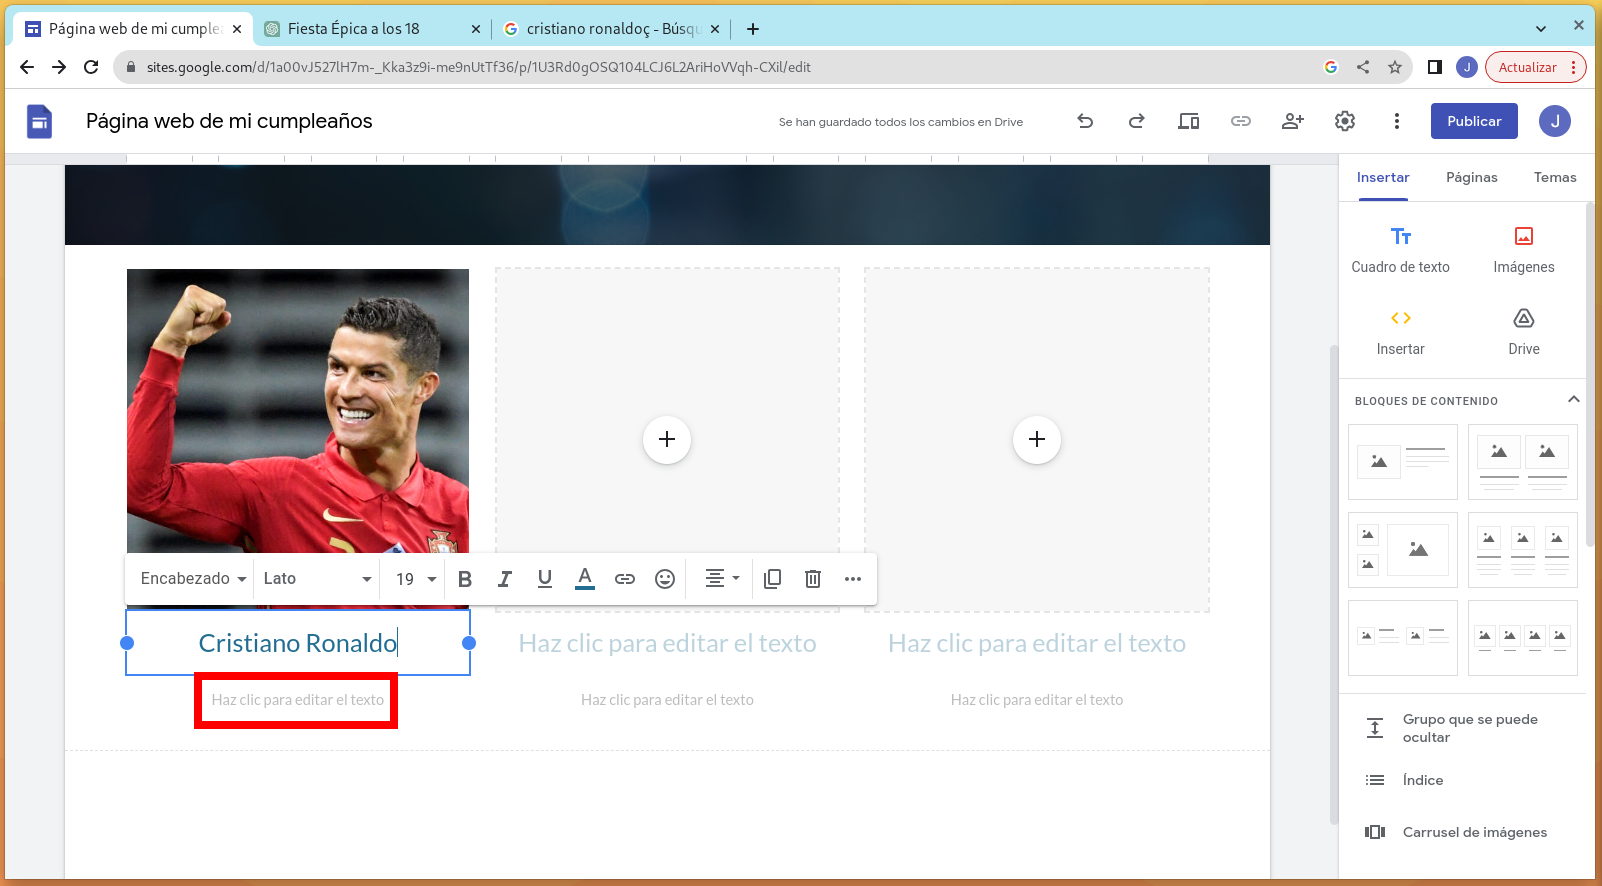 Página web de mi cumplea
Fiesta Épica a los 18
cristiano ronaldoç - Búsqu
sites.google.com/d/1a00vJ527lH7m-_Kka3z9i-me9nUtTf36/p/1U3Rd0gOSQ104LCJ6L2AriHoVVqh-CXil/edit
J
Actualizar
Página web de mi cumpleaños
Se han guardado todos los cambios en Drive
Publicar
J
Insertar
Páginas
Temas
Cuadro de texto
Imágenes
Insertar
Drive
BLOQUES DE CONTENIDO
Encabezado
Lato
19
B
I
U
A
Cristiano Ronaldo
Haz clic para editar el texto
Haz clic para editar el texto
Haz clic para editar el texto
Haz clic para editar el texto
Haz clic para editar el texto
Grupo que se puede
ocultar
Índice
Carrusel de imágenes